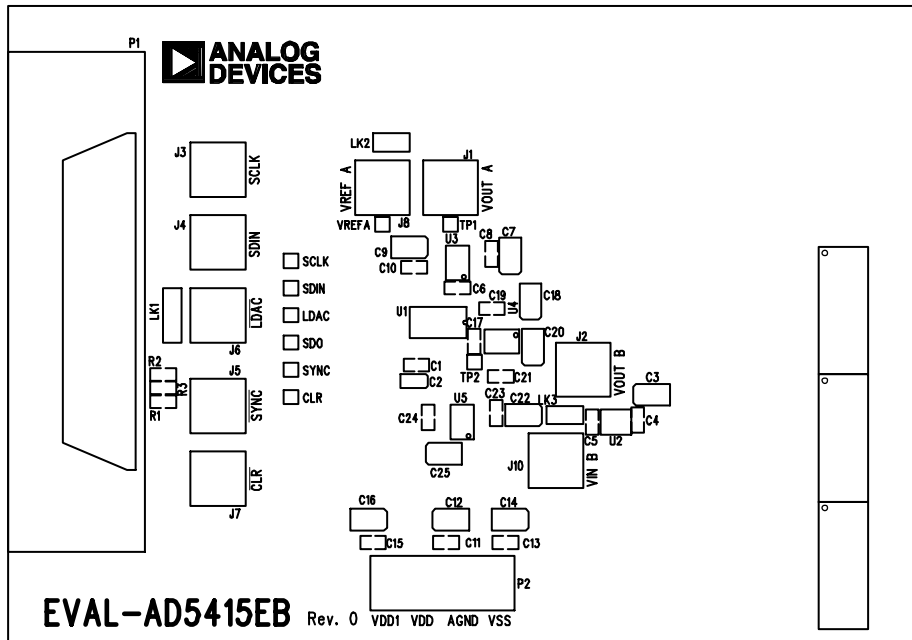 P1
ANALOG
DEVICES
LK2
J3
SCLK
VREF A
J1
VOUT A
J4
SDIN
VREFA
J8
TP1
C9
U3
C8
C7
C10
SCLK
SDIN
C6
C19
C18
U4
LK1
LDAC
LDAC
U1
C17
C20
J2
VOUT B
J6
SDO
R2
R3
R1
J5
SYNC
SYNC
C1
C2
TP2
C21
C3
CLR
C24
U5
C23
C22
LK3
C5
U2
C4
C25
J10
VIN B
CLR
J7
C16
C12
C14
C15
C11
C13
P2
EVAL-AD5415EB Rev. 0 VDD1 VDD AGND VSS